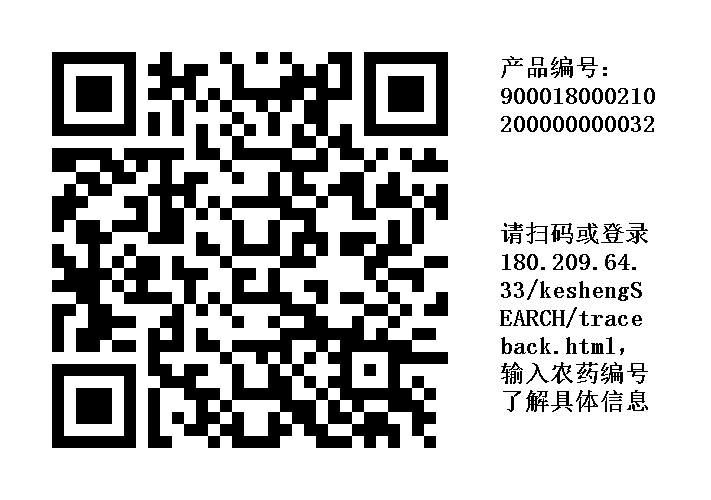 产品编号:
900018000210
200000000032
请扫码或登录
180.209.64.
33/keshengS
EARCH/trace
back.html,
输入农药编号
了解具体信息